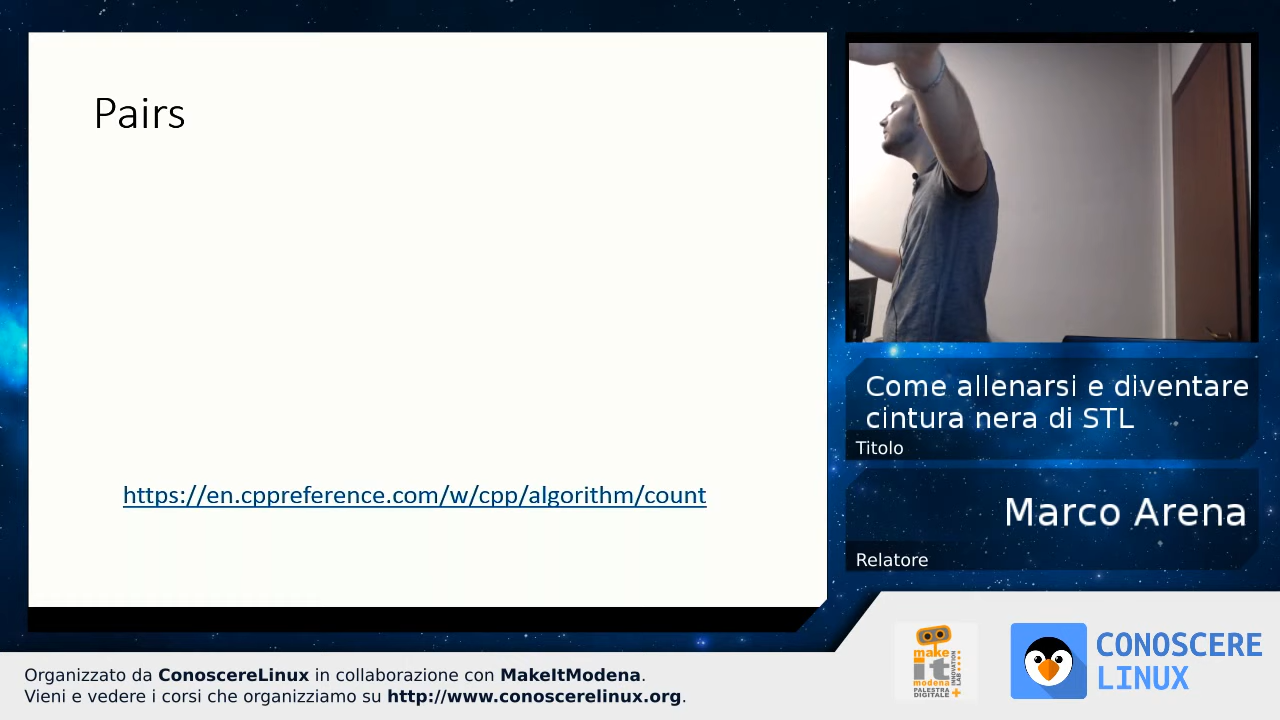 Pairs
https://en.cppreference.com/w/cpp/algorithm/count
Come allenarsi e diventare
cintura nera di STL
Titolo
Marco Arena
Relatore
make
it
modena
PALESTRA
DIGITALE
INNOVATION
LAB
CONOSCERE
LINUX
Organizzato da ConoscereLinux in collaborazione con MakeItModena.
Vieni e vedere i corsi che organizziamo su http://www.conoscerelinux.org.